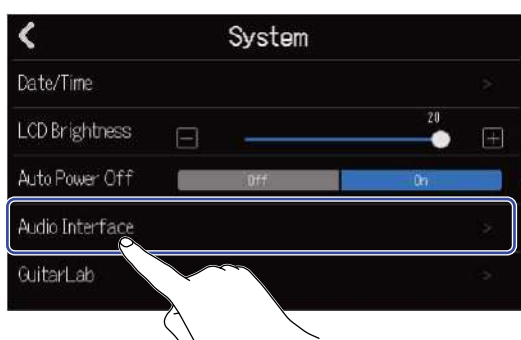 System
Date/Time
LCD Brightness
20
Auto Power Off
Off On
Audio Interface
GuitarLab